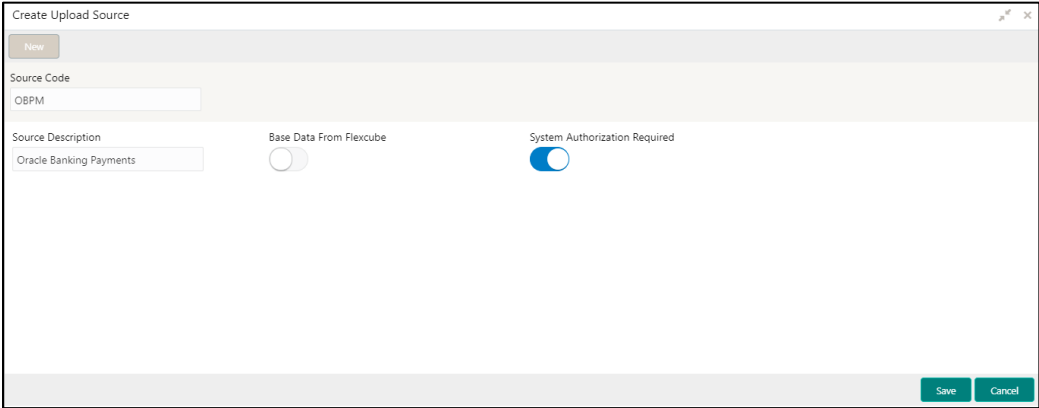 Create Upload Source
New
Source Code
OBPM
Source Description Base Data From Flexcube System Authorization Required
Oracle Banking Payments
Save Cancel